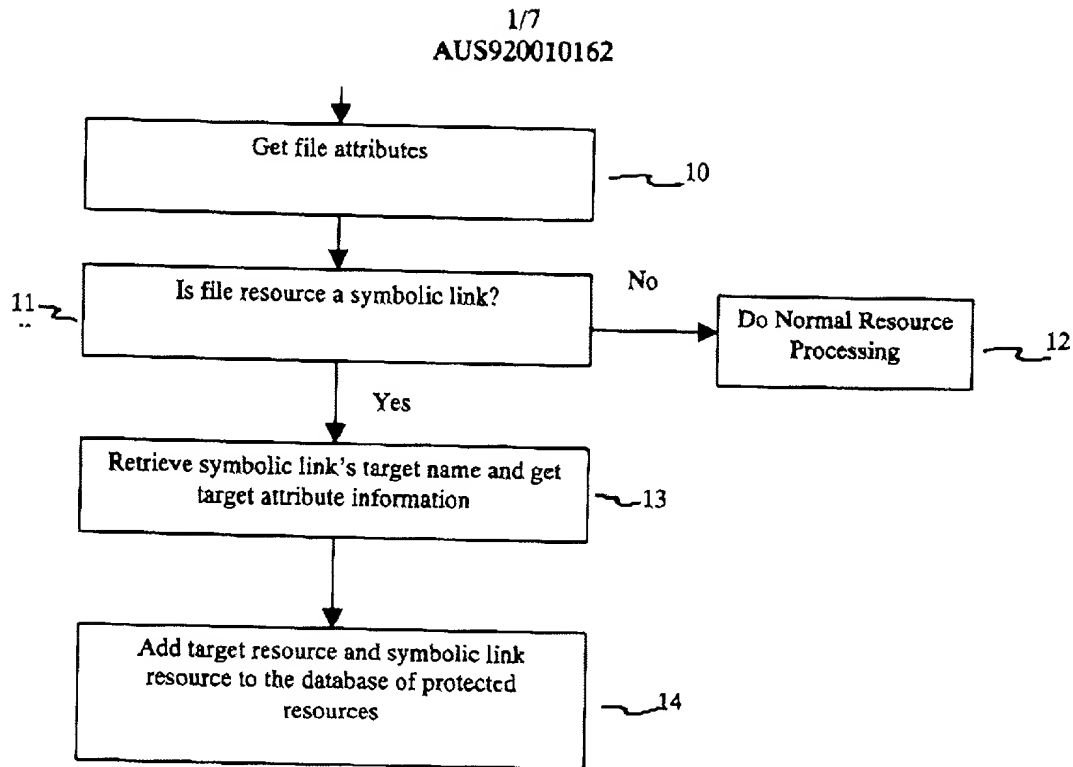 1/7
AUS920010162
Get file attributes
10
Is file resource a symbolic link?
No
11
Do Normal Resource
Processing
12
Yes
Retrieve symbolic link's target name and get
target attribute information
13
Add target resource and symbolic link
resource to the database of protected
resources
14